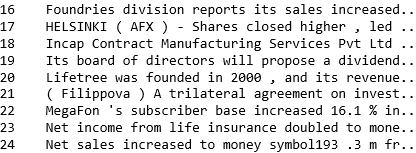 16 Foundries division reports its sales increased..
17 HELSINKI ( AFX ) - Shares closed higher , led ..
18 Incap Contract Manufacturing Services Pvt Ltd ..
19 Its board of directors will propose a dividend..
20 Lifetree was founded in 2000 , and its revenue..
21 ( Filippova ) A trilateral agreement on invest..
22 MegaFon 's subscriber base increased 16.1 % in..
23 Net income from life insurance doubled to mone..
24 Net sales increased to money symbol193 .3 m fr..